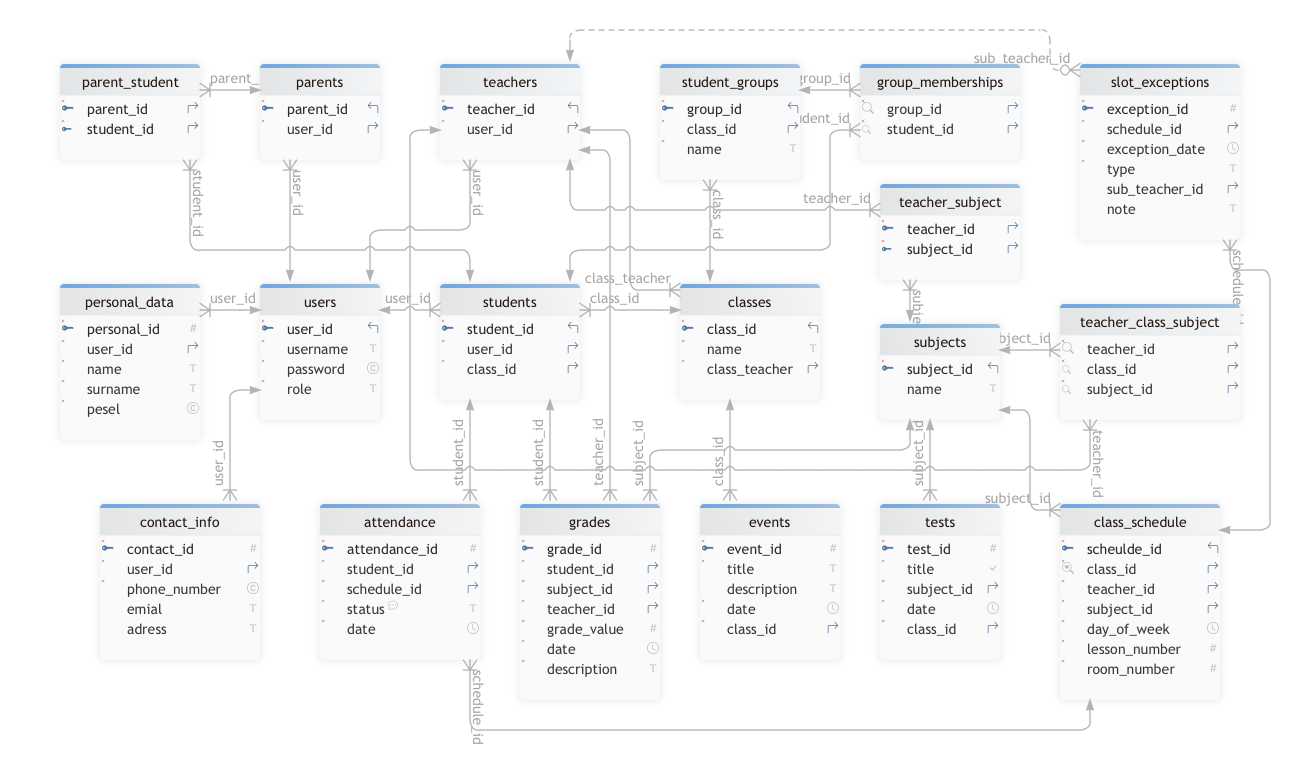 sub_teacher_id
parent_student
parent_id
student_id
parent_
parents
parent_id
user_id
teachers
teacher_id
user_id
student_groups
group_id
class_id
name
group_id
udent_id
group_memberships
group_id
student_id
slot_exceptions
exception_id
schedule_id
exception_date
type
sub_teacher_id
note
student_id
user_id
user_id
class_id
teacher_id
teacher_subject
teacher_id
subject_id
schedule
subje
personal_data
personal_id
user_id
name
surname
pesel
user_id
users
user_id
username
password
role
user_id
students
student_id
user_id
class_id
class_teacher
class_id
classes
class_id
name
class_teacher
subjects
subject_id
name
bject_id
teacher_class_subject
teacher_id
class_id
subject_id
user_id
student_id
student_id
teacher_id
subject_id
class_id
subject_id
teacher_id
subject_id
contact_info
contact_id
user_id
phone_number
emial
adress
attendance
attendance_id
student_id
schedule_id
status
date
grades
grade_id
student_id
subject_id
teacher_id
grade_value
date
description
events
event_id
title
description
date
class_id
tests
test_id
title
subject_id
date
class_id
class_schedule
scheulde_id
class_id
teacher_id
subject_id
day_of_week
lesson_number
room_number
schedule_id